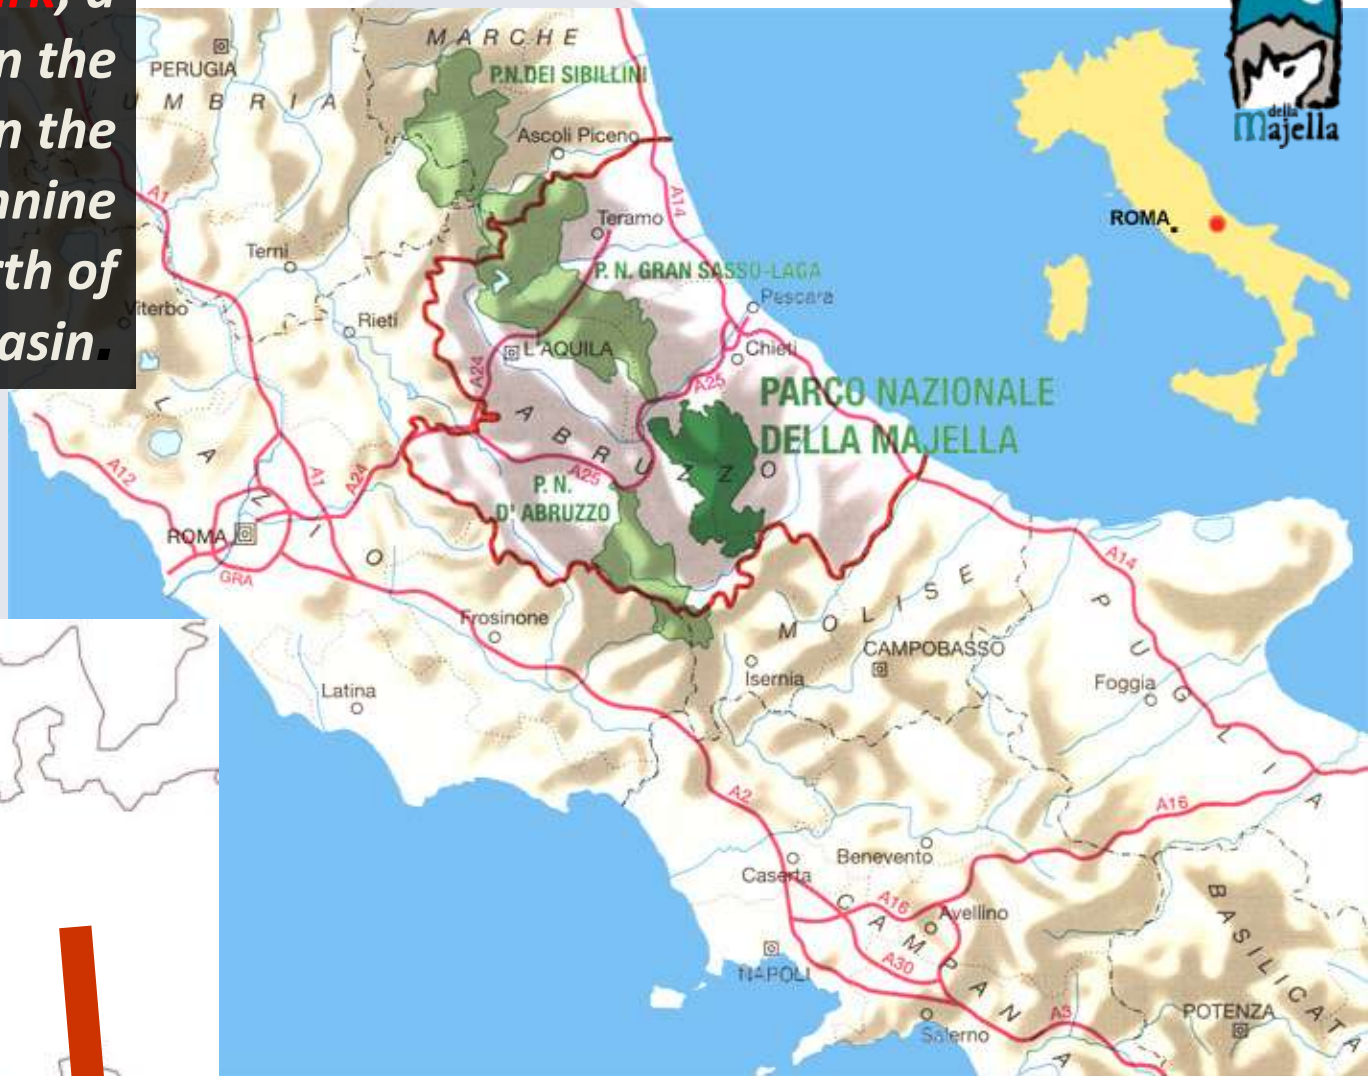 n the
n the
nnine
rth of
asin.
della
Majella
MARCHE
PERUGIA
P.N. DEI SIBILLINI
UMBRIA
Ascoli Piceno
A1
A14
Teramo
Terni
P. N. GRAN SASSO-LAGA
Pescara
Viterbo
Rieti
L'AQUILA
Chieti
A24
A25
ROMA
PARCO NAZIONALE
DELLA MAJELLA
ABRUZZO
LAZIO
A12
A1
A24
A25
P. N.
D' ABRUZZO
ROMA
GRA
A14
Frosinone
MOLISE
PUGLIA
CAMPOBASSO
Isernia
Foggia
Latina
A2
A16
Benevento
Caserta
CAMPANIA
A16
Avellino
BASILICATA
NAPOLI
A30
Salerno
A3
POTENZA